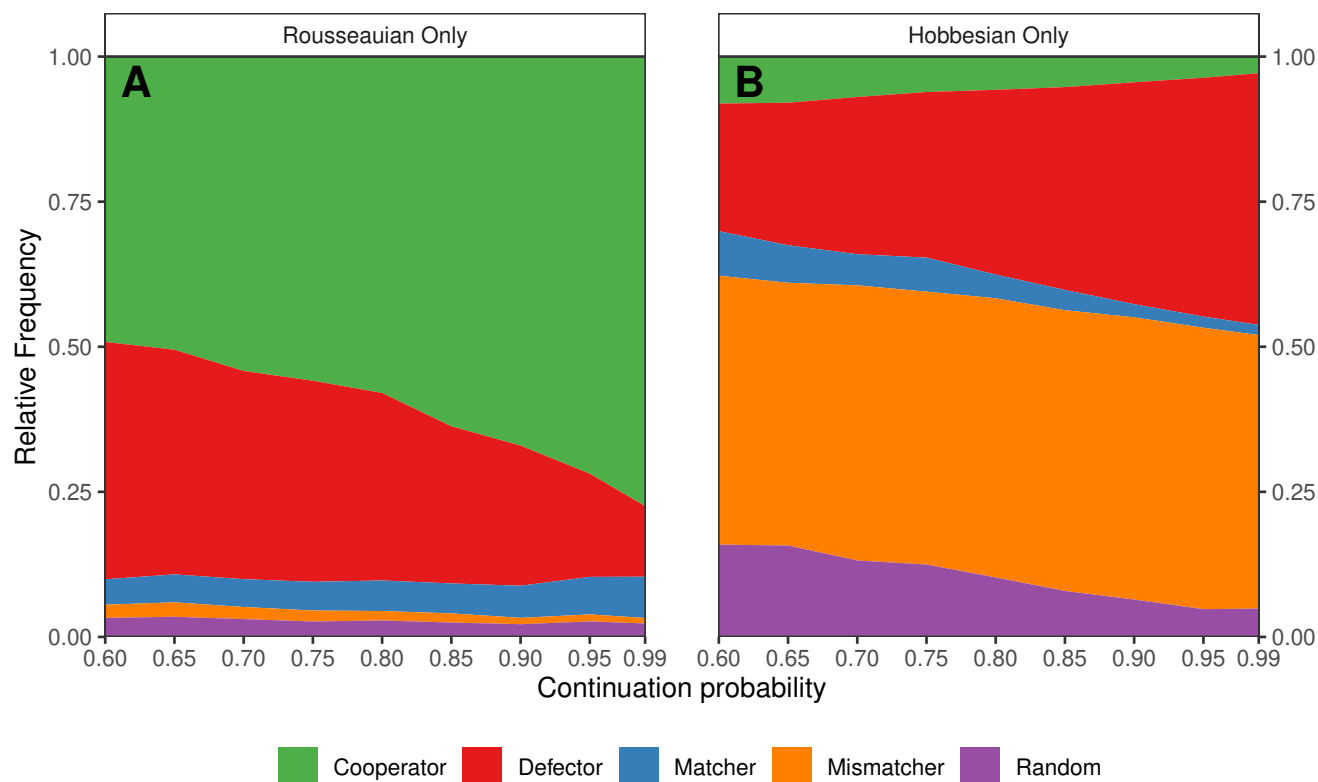 Rousseauian Only
Hobbesian Only
A
B
1.00
0.75
0.50
0.25
0.00
1.00
0.75
0.50
0.25
0.00
Relative Frequency
0.60 0.65 0.70 0.75 0.80 0.85 0.90 0.95 0.99
0.60 0.65 0.70 0.75 0.80 0.85 0.90 0.95 0.99
Continuation probability
Cooperator Defector Matcher Mismatcher Random